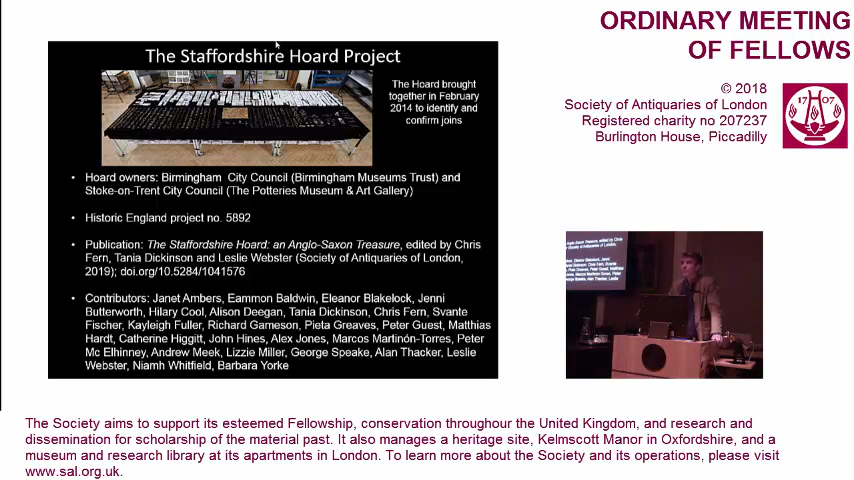 ORDINARY MEETING
OF FELLOWS
© 2018
Society of Antiquaries of London
Registered charity no 207237
Burlington House, Piccadilly
17 07
The Staffordshire Hoard Project
The Hoard brought
together in February
2014 to identify and
confirm joins
• Hoard owners: Birmingham City Council (Birmingham Museums Trust) and
Stoke-on-Trent City Council (The Potteries Museum & Art Gallery)
• Historic England project no. 5892
• Publication: The Staffordshire Hoard: an Anglo-Saxon Treasure, edited by Chris
Fern, Tania Dickinson and Leslie Webster (Society of Antiquaries of London,
2019); doi.org/10.5284/1041576
• Contributors: Janet Ambers, Eammon Baldwin, Eleanor Blakelock, Jenni
Butterworth, Hilary Cool, Alison Deegan, Tania Dickinson, Chris Fern, Svante
Fischer, Kayleigh Fuller, Richard Gameson, Pieta Greaves, Peter Guest, Matthias
Hardt, Catherine Higgitt, John Hines, Alex Jones, Marcos Martinón-Torres, Peter
Mc Elhinney, Andrew Meek, Lizzie Miller, George Speake, Alan Thacker, Leslie
Webster, Niamh Whitfield, Barbara Yorke
The Society aims to support its esteemed Fellowship, conservation throughour the United Kingdom, and research and
dissemination for scholarship of the material past. It also manages a heritage site, Kelmscott Manor in Oxfordshire, and a
museum and research library at its apartments in London. To learn more about the Society and its operations, please visit
www.sal.org.uk.